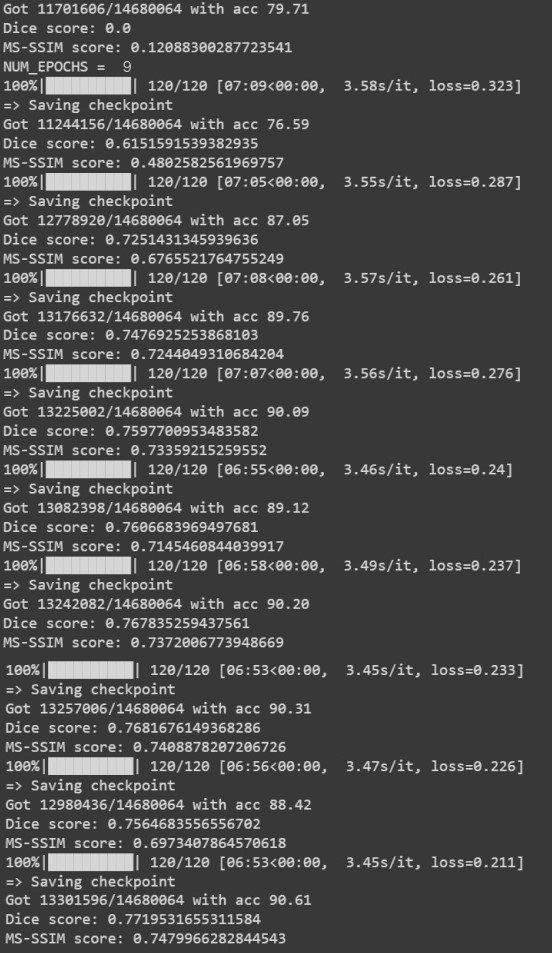 Got 11701606/14680064 with acc 79.71
Dice score: 0.0
MS-SSIM score: 0.12088300287723541
NUM_EPOCHS = 9
100%|██████████| 120/120 [07:09<00:00, 3.58s/it, loss=0.323]
=> Saving checkpoint
Got 11244156/14680064 with acc 76.59
Dice score: 0.6151591539382935
MS-SSIM score: 0.4802582561969757
100%|██████████| 120/120 [07:05<00:00, 3.55s/it, loss=0.287]
=> Saving checkpoint
Got 12778920/14680064 with acc 87.05
Dice score: 0.7251431345939636
MS-SSIM score: 0.6765521764755249
100%|██████████| 120/120 [07:08<00:00, 3.57s/it, loss=0.261]
=> Saving checkpoint
Got 13176632/14680064 with acc 89.76
Dice score: 0.7476925253868103
MS-SSIM score: 0.7244049310684204
100%|██████████| 120/120 [07:07<00:00, 3.56s/it, loss=0.276]
=> Saving checkpoint
Got 13225002/14680064 with acc 90.09
Dice score: 0.7597700953483582
MS-SSIM score: 0.73359215259552
100%|██████████| 120/120 [06:55<00:00, 3.46s/it, loss=0.24]
=> Saving checkpoint
Got 13082398/14680064 with acc 89.12
Dice score: 0.7606683969497681
MS-SSIM score: 0.7145460844039917
100%|██████████| 120/120 [06:58<00:00, 3.49s/it, loss=0.237]
=> Saving checkpoint
Got 13242082/14680064 with acc 90.20
Dice score: 0.767835259437561
MS-SSIM score: 0.7372006773948669
100%|██████████| 120/120 [06:53<00:00, 3.45s/it, loss=0.233]
=> Saving checkpoint
Got 13257006/14680064 with acc 90.31
Dice score: 0.7681676149368286
MS-SSIM score: 0.7408878207206726
100%|██████████| 120/120 [06:56<00:00, 3.47s/it, loss=0.226]
=> Saving checkpoint
Got 12980436/14680064 with acc 88.42
Dice score: 0.7564683556556702
MS-SSIM score: 0.6973407864570618
100%|██████████| 120/120 [06:53<00:00, 3.45s/it, loss=0.211]
=> Saving checkpoint
Got 13301596/14680064 with acc 90.61
Dice score: 0.7719531655311584
MS-SSIM score: 0.7479966282844543